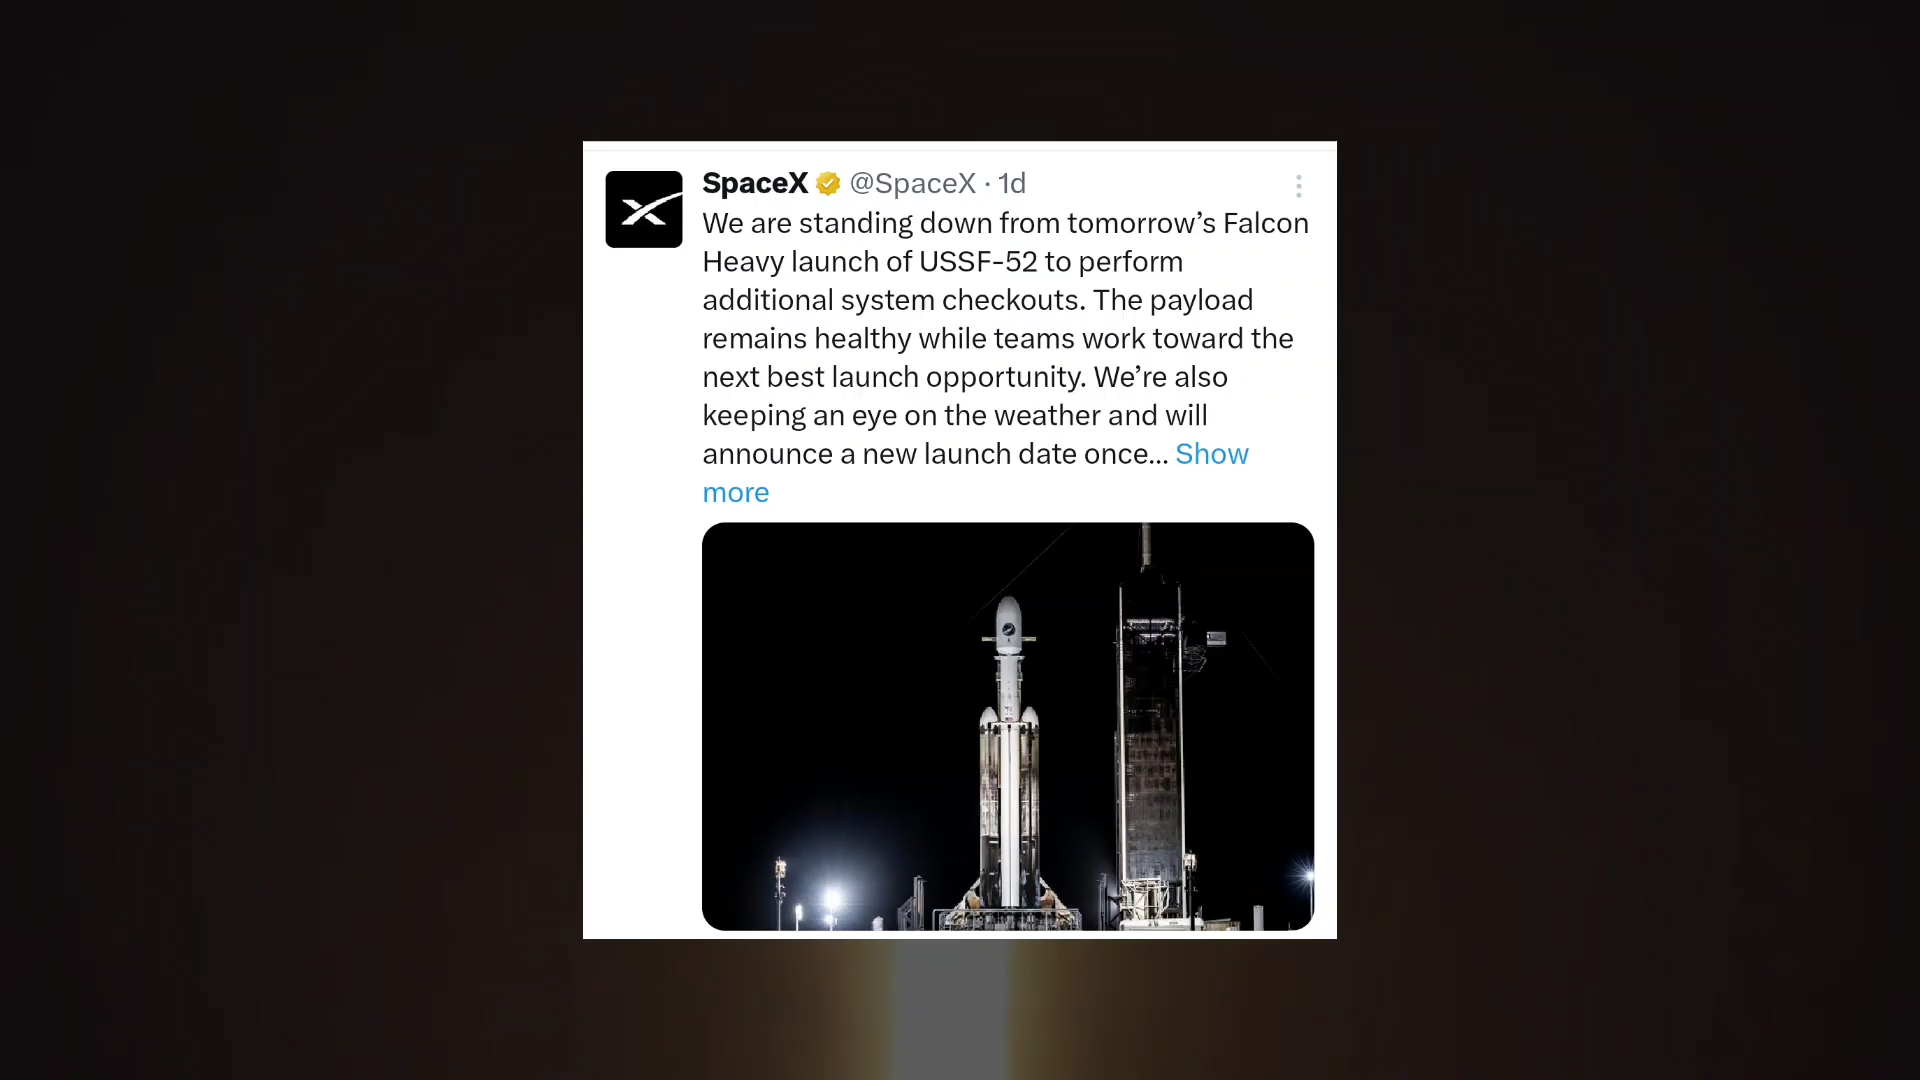 SpaceX @SpaceX · 1d
We are standing down from tomorrow’s Falcon
Heavy launch of USSF-52 to perform
additional system checkouts. The payload
remains healthy while teams work toward the
next best launch opportunity. We’re also
keeping an eye on the weather and will
announce a new launch date once... Show
more